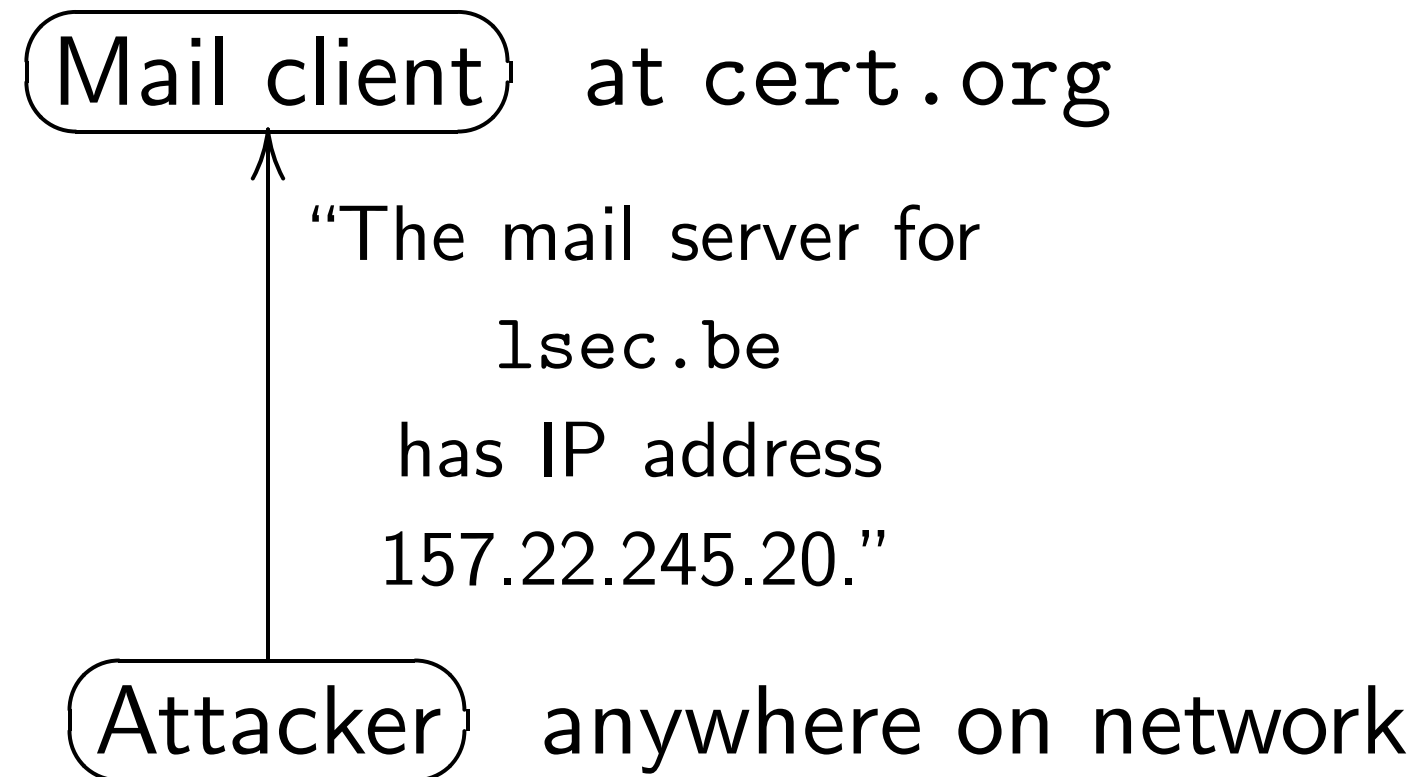 Mail client at cert.org
“The mail server for
lsec.be
has IP address
157.22.245.20.”
Attacker anywhere on network